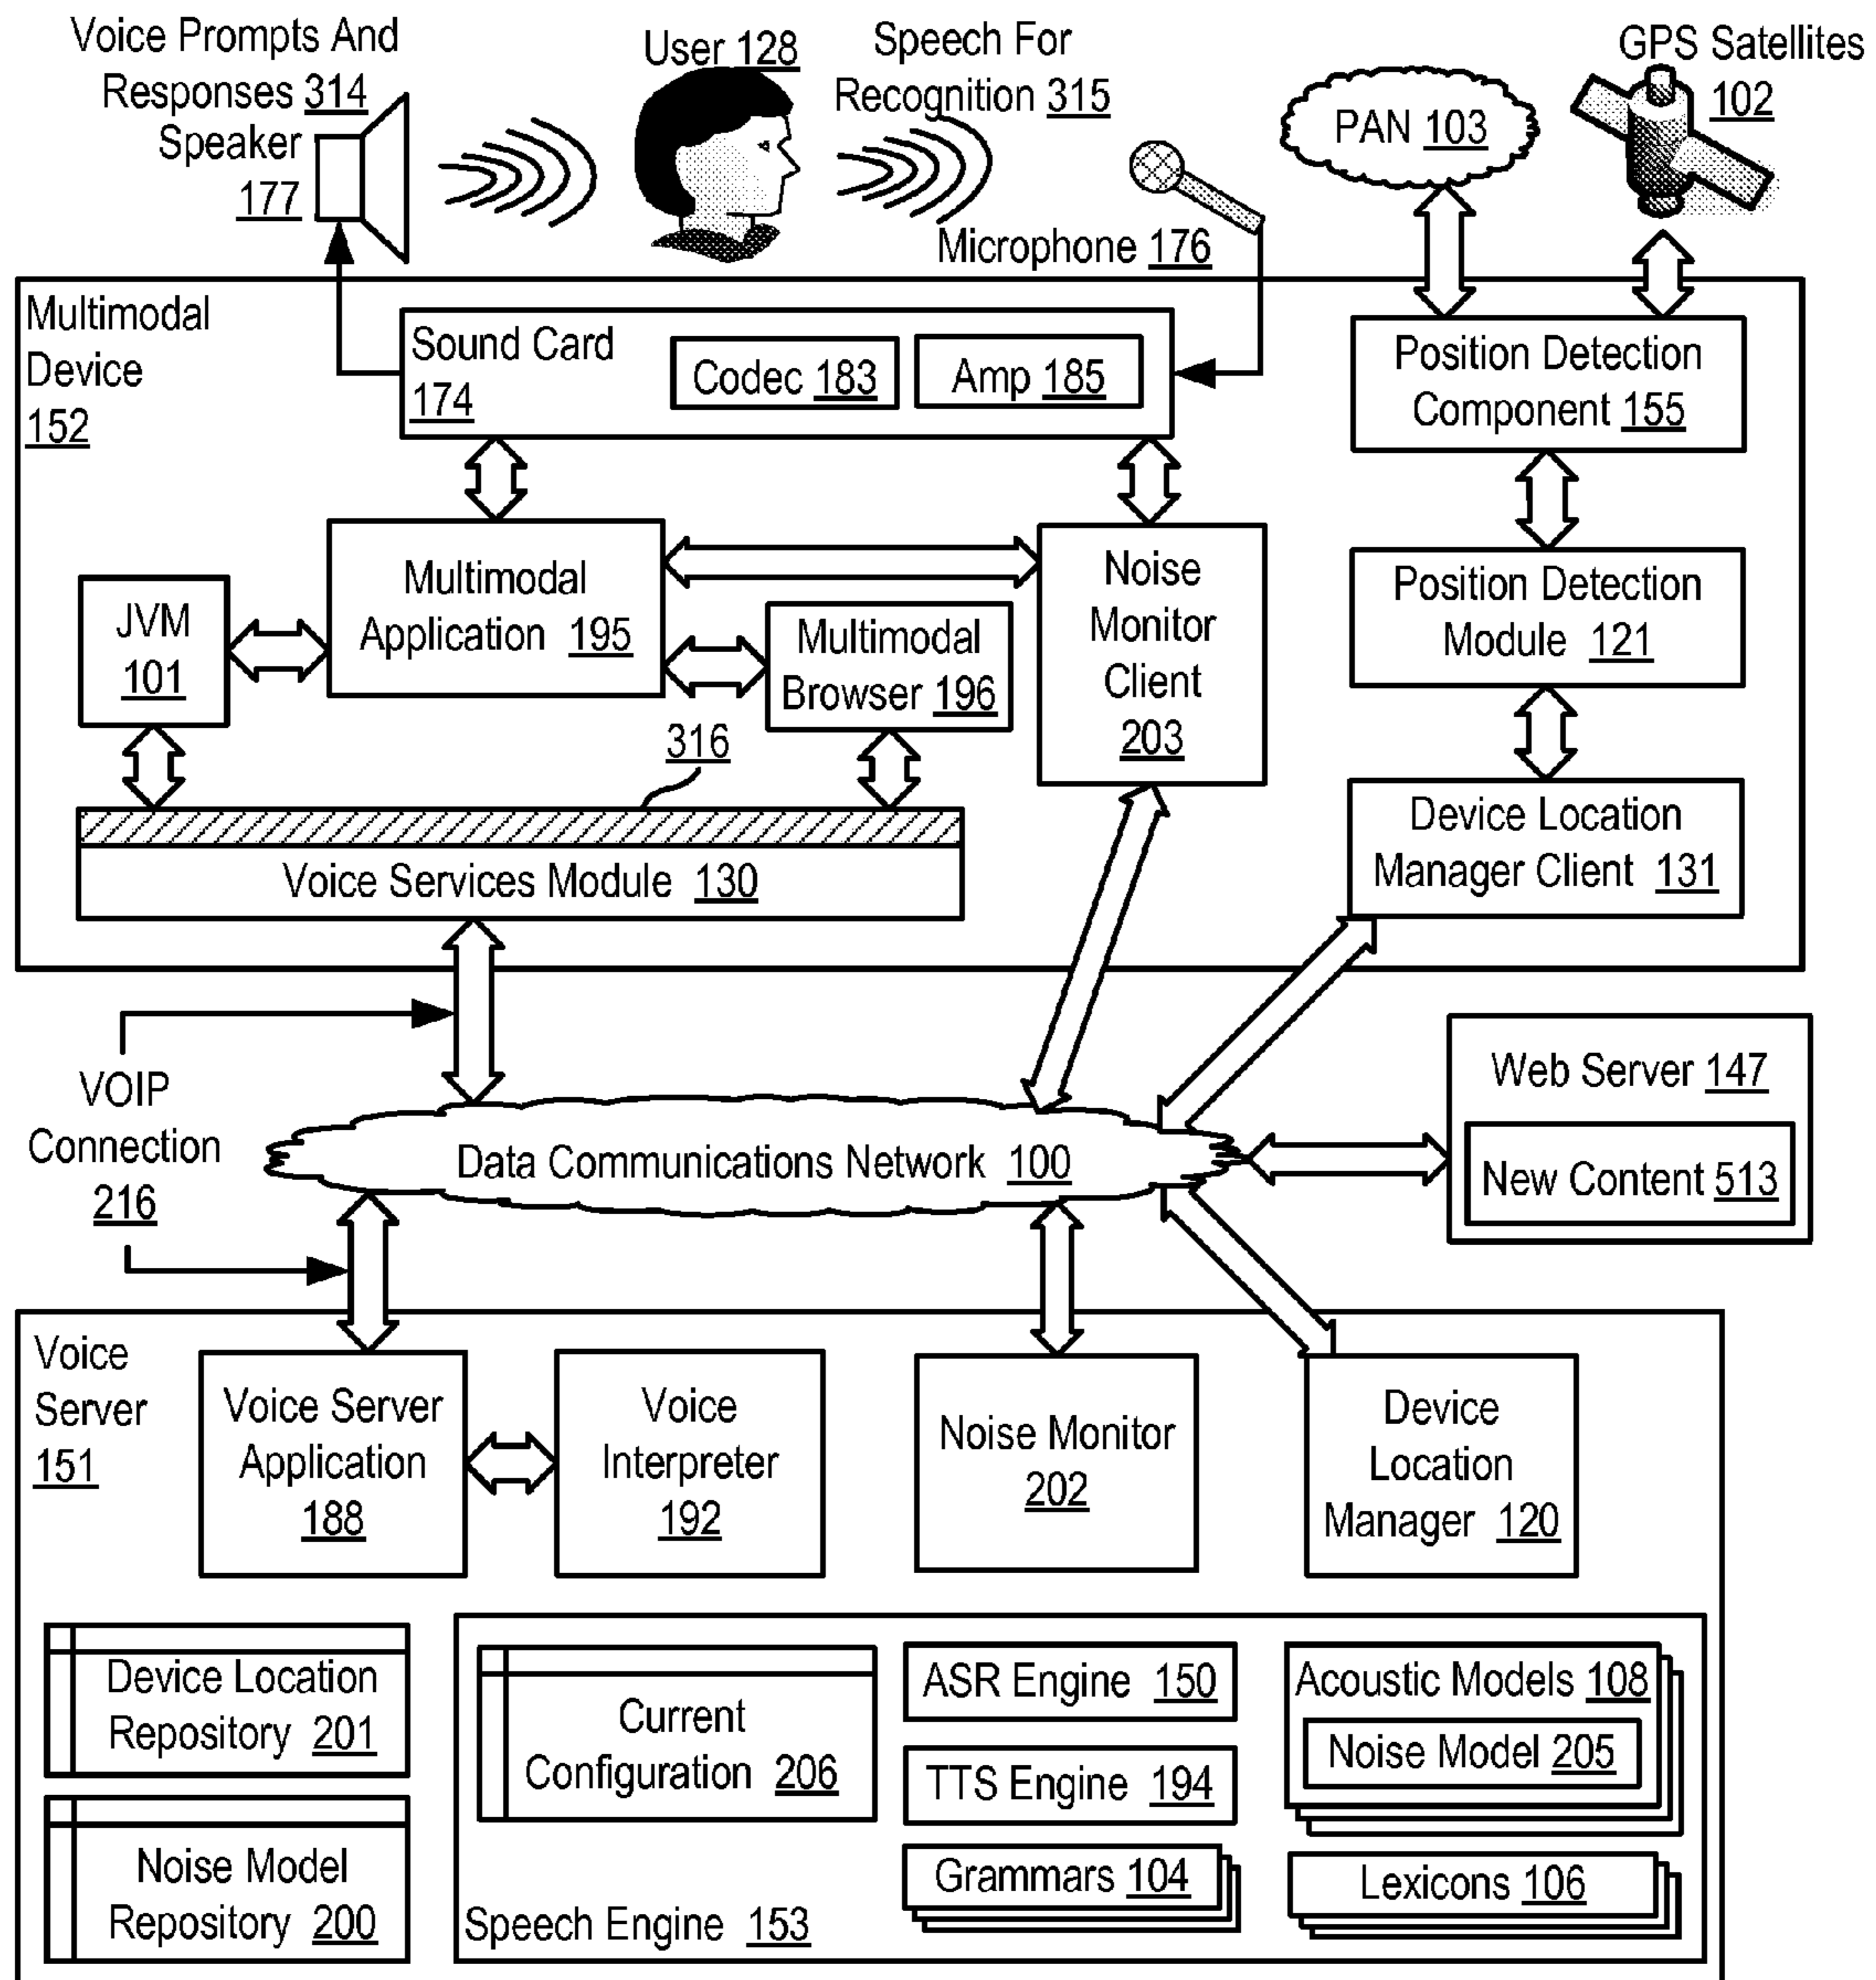 Voice Prompts And
Responses 314
Speaker
177
User 128
Speech For
Recognition 315
Microphone 176
PAN 103
GPS Satellites
102
Multimodal
Device
152
Sound Card
174
Codec 183
Amp 185
Position Detection
Component 155
JVM
101
Multimodal
Application 195
Multimodal
Browser 196
Noise
Monitor
Client
203
Position Detection
Module 121
316
Voice Services Module 130
Device Location
Manager Client 131
VOIP
Connection
216
Data Communications Network 100
Web Server 147
New Content 513
Voice
Server
151
Voice Server
Application
188
Voice
Interpreter
192
Noise Monitor
202
Device
Location
Manager 120
Device Location
Repository 201
Noise Model
Repository 200
Current
Configuration 206
Speech Engine 153
ASR Engine 150
TTS Engine 194
Grammars 104
Acoustic Models 108
Noise Model 205
Lexicons 106